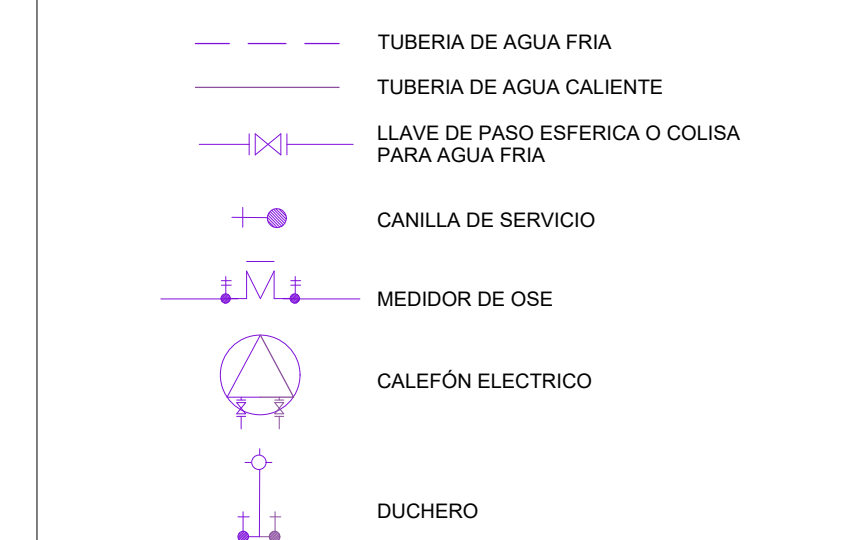 TUBERIA DE AGUA FRIA
TUBERIA DE AGUA CALIENTE
LLAVE DE PASO ESFERICA O COLISA
PARA AGUA FRIA
CANILLA DE SERVICIO
M
MEDIDOR DE OSE
CALEFÓN ELECTRICO
DUCHERO